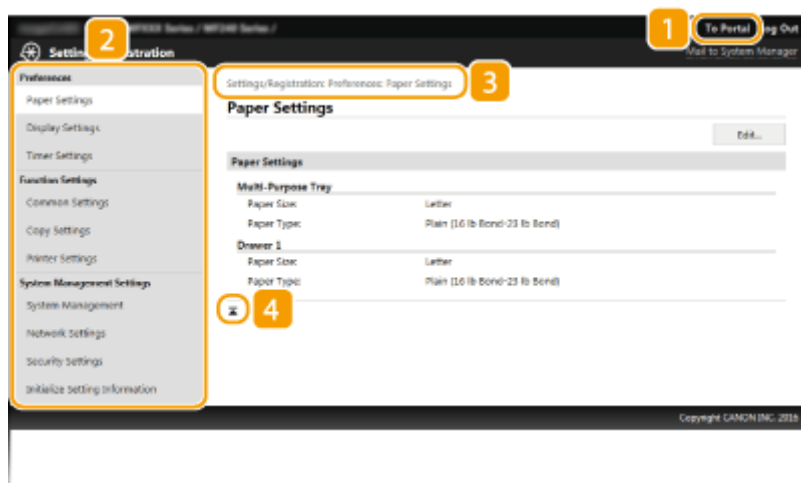 MF240 Series /
1
To Portal
Log Out
2
Mail to System Manager
Preferences
Paper Settings
Display Settings
Timer Settings
Function Settings
Common Settings
Copy Settings
Printer Settings
System Management Settings
System Management
Network Settings
Security Settings
Initialize Setting Information
Settings/Registration: Preferences: Paper Settings
3
Paper Settings
Edit...
Paper Settings
Multi-Purpose Tray
Paper Size: Letter
Paper Type: Plain (16 lb Bond-23 lb Bond)
Drawer 1
Paper Size: Letter
Paper Type: Plain (16 lb Bond-23 lb Bond)
4
Copyright CANON INC. 2016